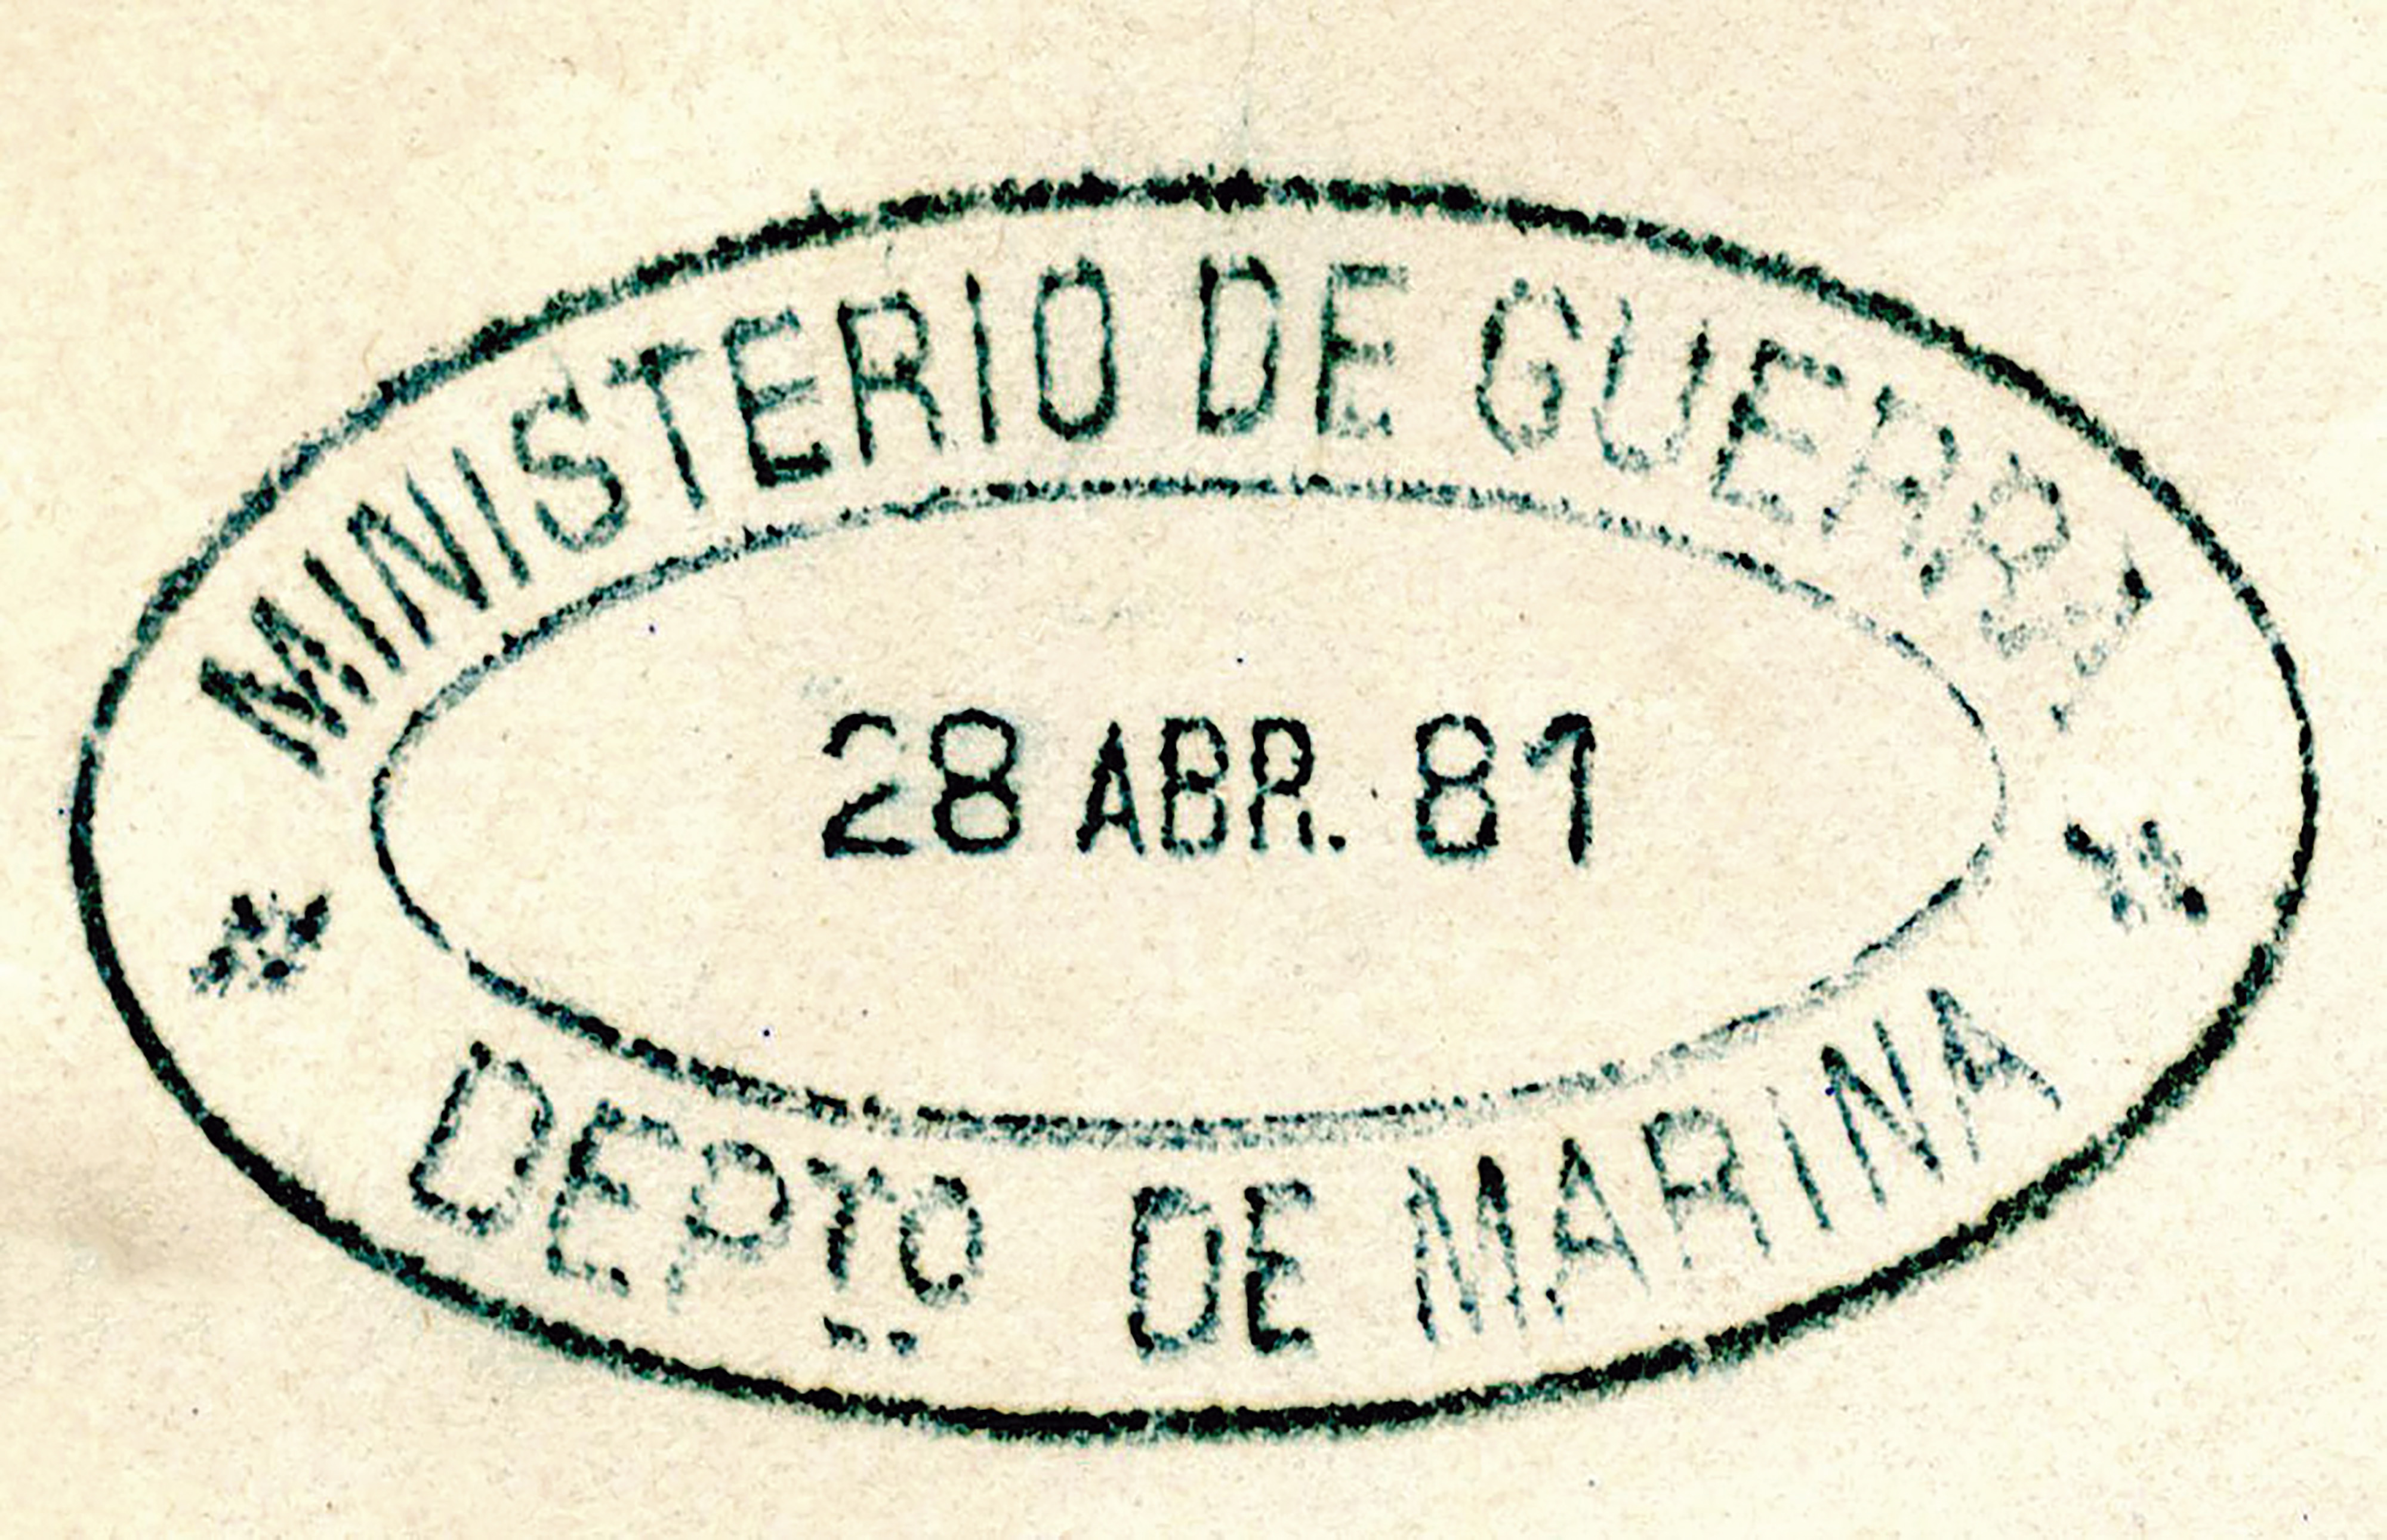 MINISTERIO DE GUERRA
28 ABR. 81
DEPTO DE MARINA